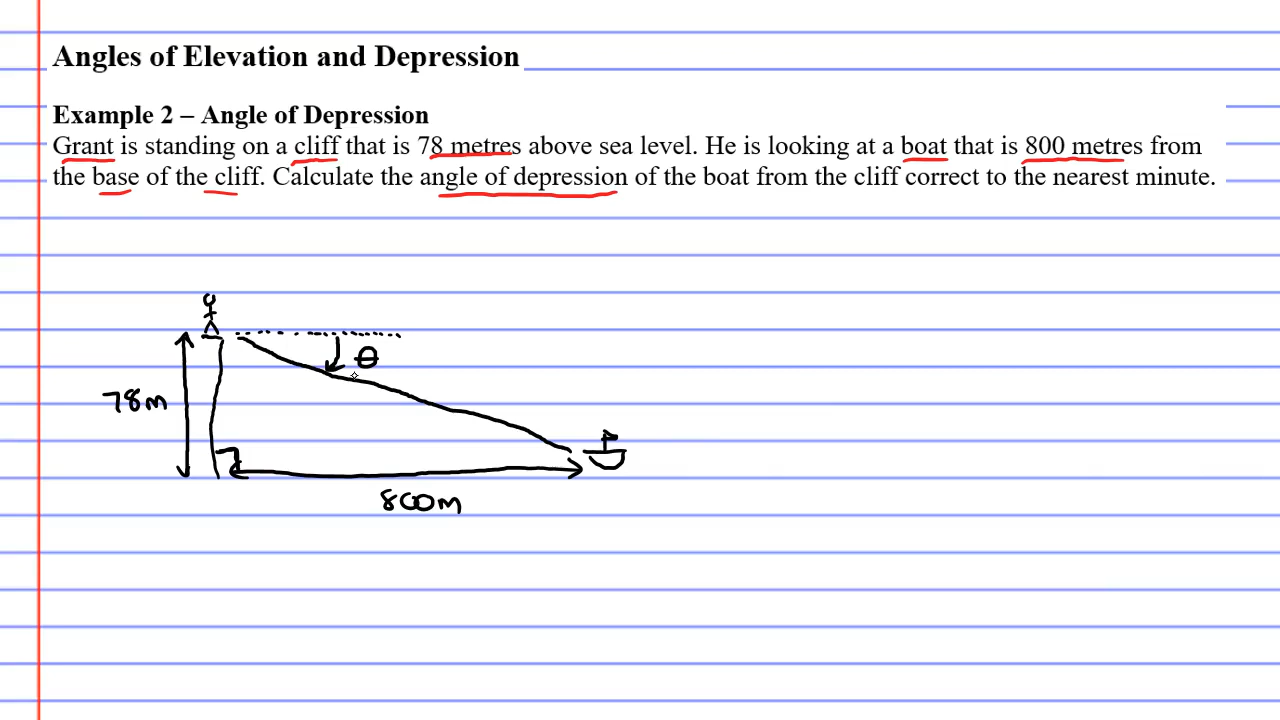 Angles of Elevation and Depression
Example 2 – Angle of Depression
Grant is standing on a cliff that is 78 metres above sea level. He is looking at a boat that is 800 metres from
the base of the cliff. Calculate the angle of depression of the boat from the cliff correct to the nearest minute.
θ
78m
800m